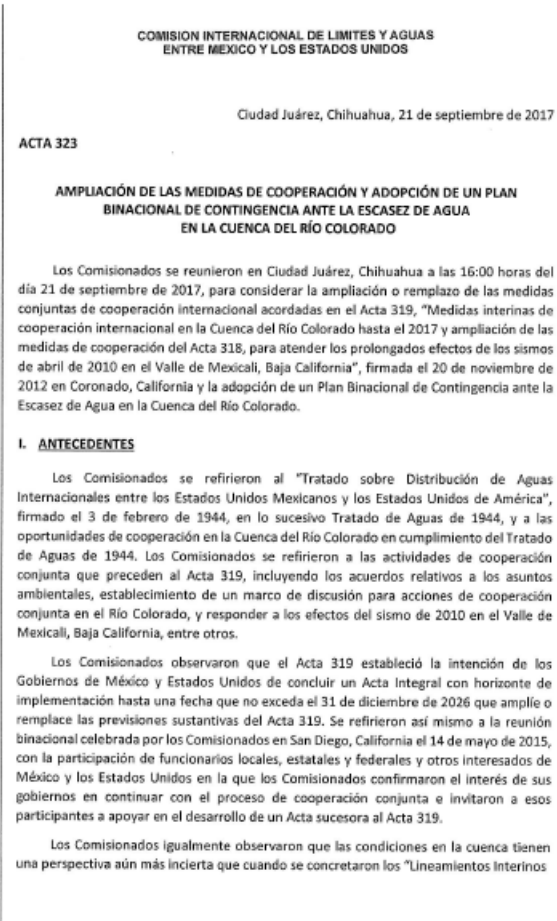 COMISION INTERNACIONAL DE LIMITES Y AGUAS
ENTRE MEXICO Y LOS ESTADOS UNIDOS
Ciudad Juárez, Chihuahua, 21 de septiembre de 2017
ACTA 323
AMPLIACIÓN DE LAS MEDIDAS DE COOPERACIÓN Y ADOPCIÓN DE UN PLAN
BINACIONAL DE CONTINGENCIA ANTE LA ESCASEZ DE AGUA
EN LA CUENCA DEL RÍO COLORADO
Los Comisionados se reunieron en Ciudad Juárez, Chihuahua a las 16:00 horas del
día 21 de septiembre de 2017, para considerar la ampliación o remplazo de las medidas
conjuntas de cooperación internacional acordadas en el Acta 319, "Medidas interinas de
cooperación internacional en la Cuenca del Río Colorado hasta el 2017 y ampliación de las
medidas de cooperación del Acta 318, para atender los prolongados efectos de los sismos
de abril de 2010 en el Valle de Mexicali, Baja California", firmada el 20 de noviembre de
2012 en Coronado, California y la adopción de un Plan Binacional de Contingencia ante la
Escasez de Agua en la Cuenca del Río Colorado.
I. ANTECEDENTES
Los Comisionados se refirieron al "Tratado sobre Distribución de Aguas
Internacionales entre los Estados Unidos Mexicanos y los Estados Unidos de América",
firmado el 3 de febrero de 1944, en lo sucesivo Tratado de Aguas de 1944, y a las
oportunidades de cooperación en la Cuenca del Río Colorado en cumplimiento del Tratado
de Aguas de 1944. Los Comisionados se refirieron a las actividades de cooperación
conjunta que preceden al Acta 319, incluyendo los acuerdos relativos a los asuntos
ambientales, establecimiento de un marco de discusión para acciones de cooperación
conjunta en el Río Colorado, y responder a los efectos del sismo de 2010 en el Valle de
Mexicali, Baja California, entre otros.
Los Comisionados observaron que el Acta 319 estableció la intención de los
Gobiernos de México y Estados Unidos de concluir un Acta Integral con horizonte de
implementación hasta una fecha que no exceda el 31 de diciembre de 2026 que amplíe o
remplace las previsiones sustantivas del Acta 319. Se refirieron así mismo a la reunión
binacional celebrada por los Comisionados en San Diego, California el 14 de mayo de 2015,
con la participación de funcionarios locales, estatales y federales y otros interesados de
México y los Estados Unidos en la que los Comisionados confirmaron el interés de sus
gobiernos en continuar con el proceso de cooperación conjunta e invitaron a esos
participantes a apoyar en el desarrollo de un Acta sucesora al Acta 319.
Los Comisionados igualmente observaron que las condiciones en la cuenca tienen
una perspectiva aún más incierta que cuando se concretaron los "Lineamientos Interinos